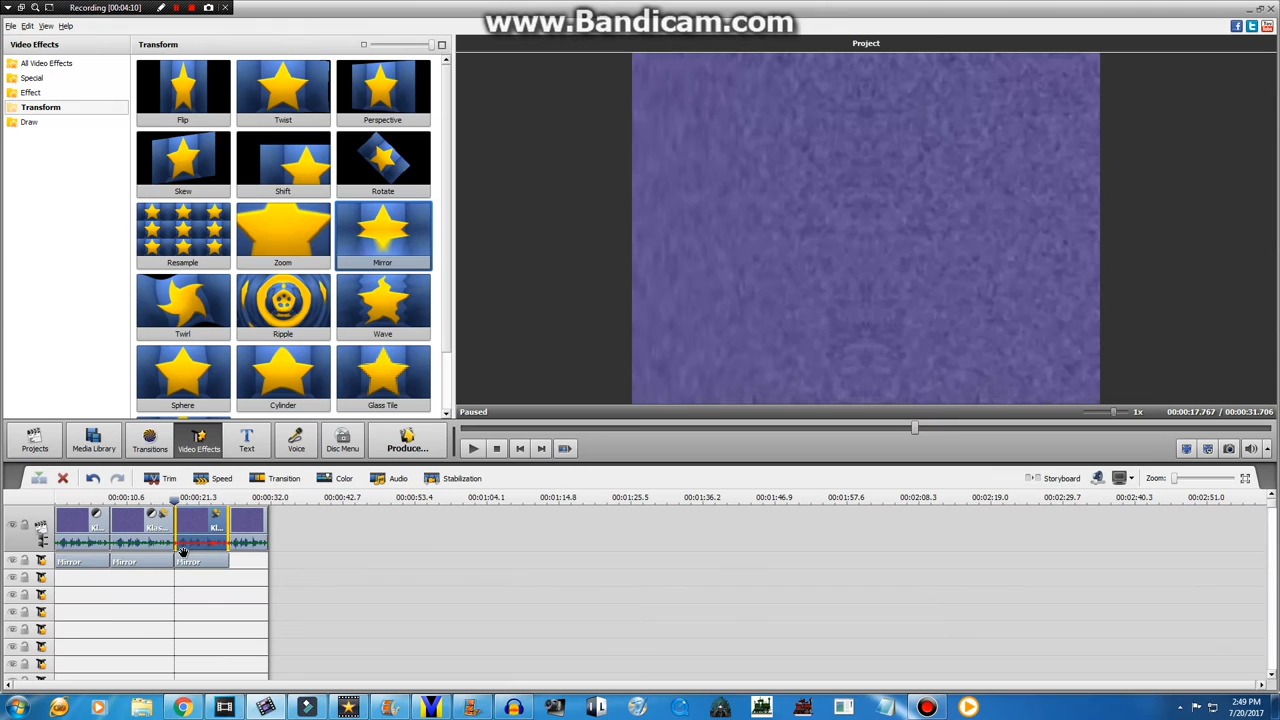 Recording [00:04:10]
www.Bandicam.com
File Edit View Help
Video Effects
Transform
Project
All Video Effects
Special
Effect
Transform
Draw
Flip
Twist
Perspective
Skew
Shift
Rotate
Resample
Zoom
Mirror
Twirl
Ripple
Wave
Sphere
Cylinder
Glass Tile
Paused
1x
00:00:17.767 / 00:00:31.706
Projects
Media Library
Transitions
Video Effects
Text
Voice
Disc Menu
Produce...
Trim
Speed
Transition
Color
Audio
Stabilization
Storyboard
Zoom:
00:00:10.6 00:00:21.3 00:00:32.0 00:00:42.7 00:00:53.4 00:01:04.1 00:01:14.8 00:01:25.5 00:01:36.2 00:01:46.9 00:01:57.6 00:02:08.3 00:02:19.0 00:02:29.7 00:02:40.3 00:02:51.0
Kl... Klas... Kl...
Mirror Mirror Mirror
2:49 PM
7/20/2017